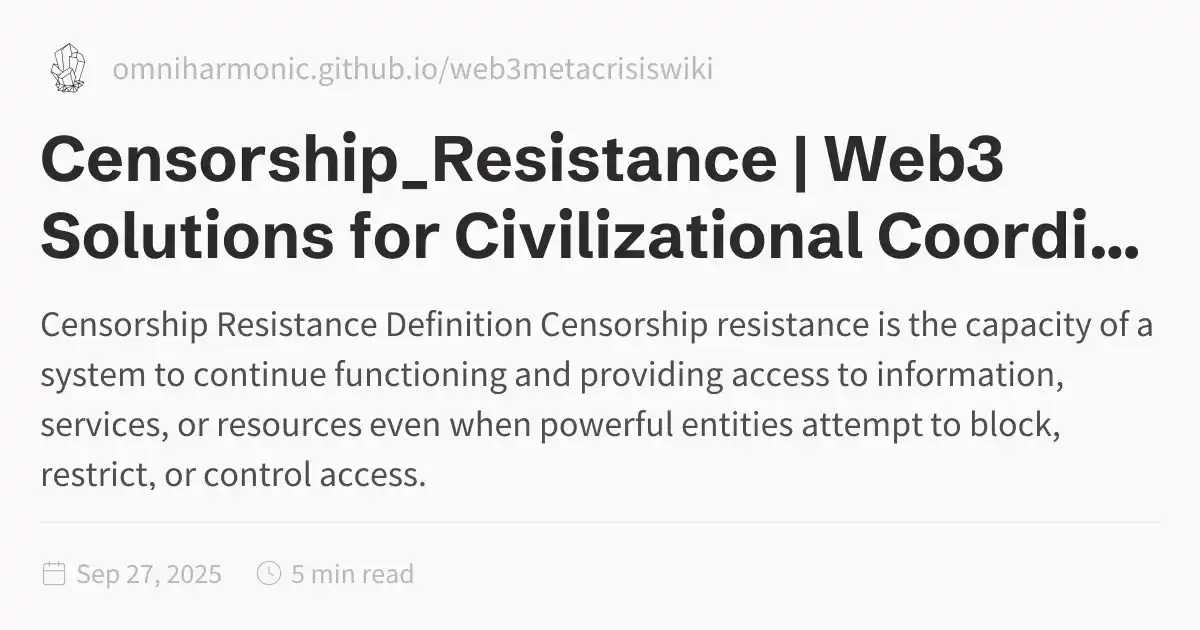 omniharmonic.github.io/web3metacrisiswiki
Censorship_Resistance | Web3
Solutions for Civilizational Coordi...
Censorship Resistance Definition Censorship resistance is the capacity of a
system to continue functioning and providing access to information,
services, or resources even when powerful entities attempt to block,
restrict, or control access.
Sep 27, 2025 5 min read